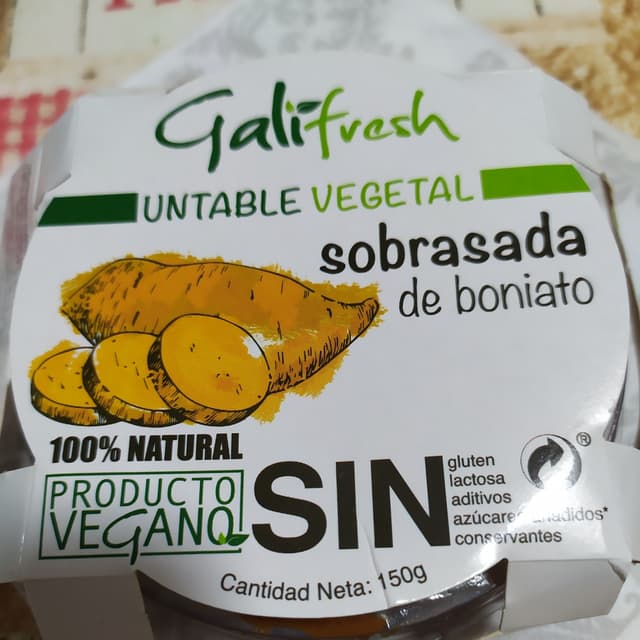 Galifresh
UNTABLE VEGETAL
sobrasada
de boniato
100% NATURAL
PRODUCTO
VEGANO
SIN
gluten
lactosa
aditivos
azúcares añadidos*
conservantes
®
Cantidad Neta: 150g